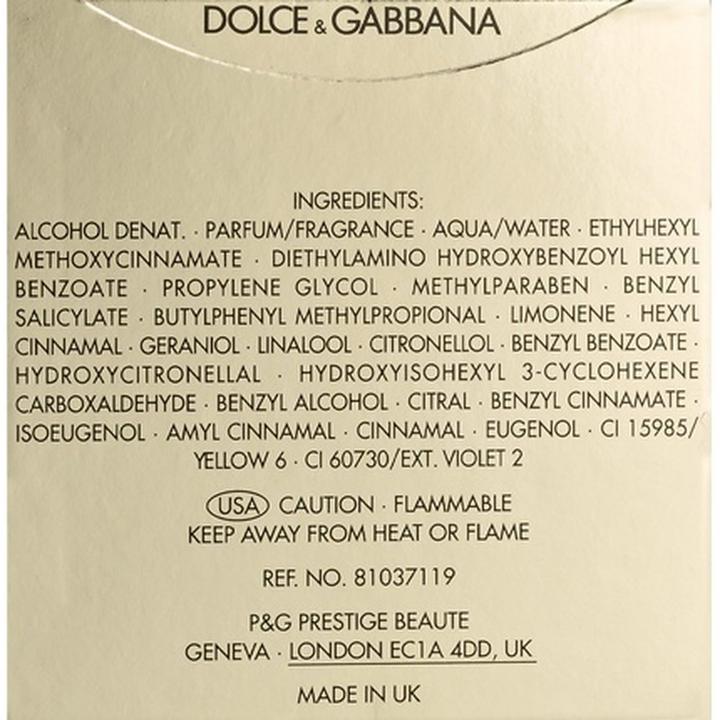 DOLCE & GABBANA
INGREDIENTS:
ALCOHOL DENAT. · PARFUM/FRAGRANCE · AQUA/WATER · ETHYLHEXYL
METHOXYCINNAMATE · DIETHYLAMINO HYDROXYBENZOYL HEXYL
BENZOATE · PROPYLENE GLYCOL · METHYLPARABEN · BENZYL
SALICYLATE · BUTYLPHENYL METHYLPROPIONAL · LIMONENE · HEXYL
CINNAMAL · GERANIOL · LINALOOL · CITRONELLOL · BENZYL BENZOATE ·
HYDROXYCITRONELLAL · HYDROXYISOHEXYL 3-CYCLOHEXENE
CARBOXALDEHYDE · BENZYL ALCOHOL · CITRAL · BENZYL CINNAMATE ·
ISOEUGENOL · AMYL CINNAMAL · CINNAMAL · EUGENOL · CI 15985/
YELLOW 6 · CI 60730/EXT. VIOLET 2
USA CAUTION · FLAMMABLE
KEEP AWAY FROM HEAT OR FLAME
REF. NO. 81037119
P&G PRESTIGE BEAUTE
GENEVA · LONDON EC1A 4DD, UK
MADE IN UK